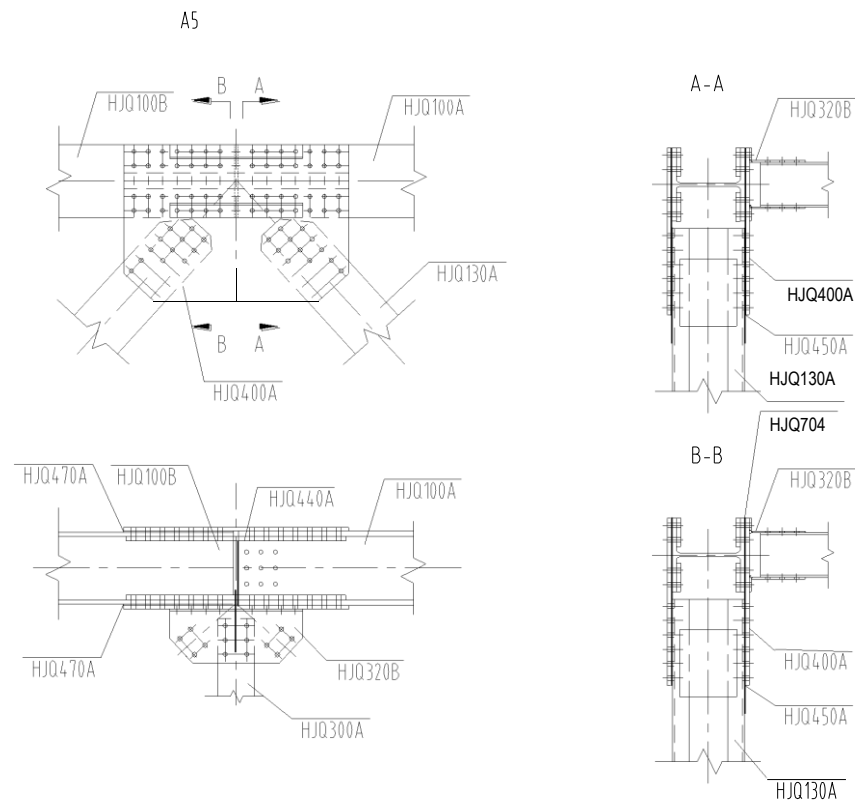 A5
B A
HJQ100B
HJQ100A
HJQ130A
B A
HJQ400A
A-A
HJQ320B
HJQ400A
HJQ450A
HJQ130A
HJQ470A
HJQ100B
HJQ440A
HJQ100A
HJQ470A
HJQ320B
HJQ300A
HJQ704
B-B
HJQ320B
HJQ400A
HJQ450A
HJQ130A